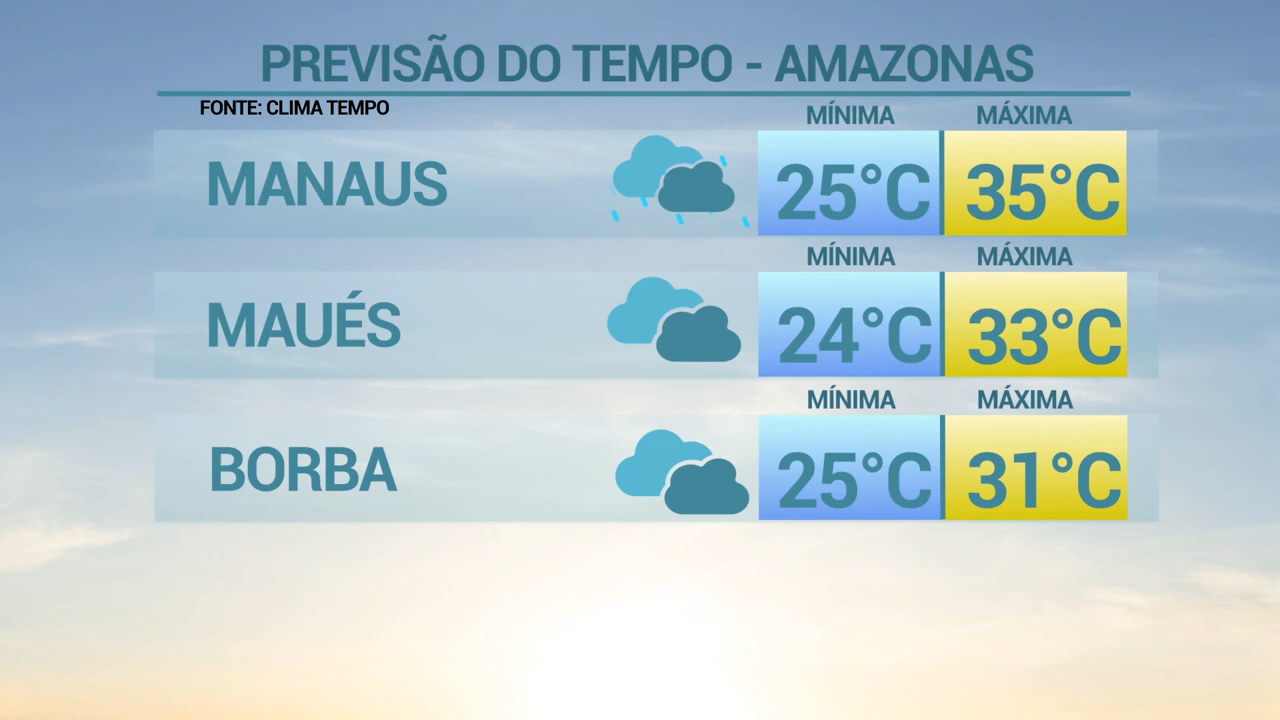 PREVISÃO DO TEMPO - AMAZONAS
FONTE: CLIMA TEMPO
MÍNIMA MÁXIMA
MANAUS 25°C 35°C
MÍNIMA MÁXIMA
MAUÉS 24°C 33°C
MÍNIMA MÁXIMA
BORBA 25°C 31°C